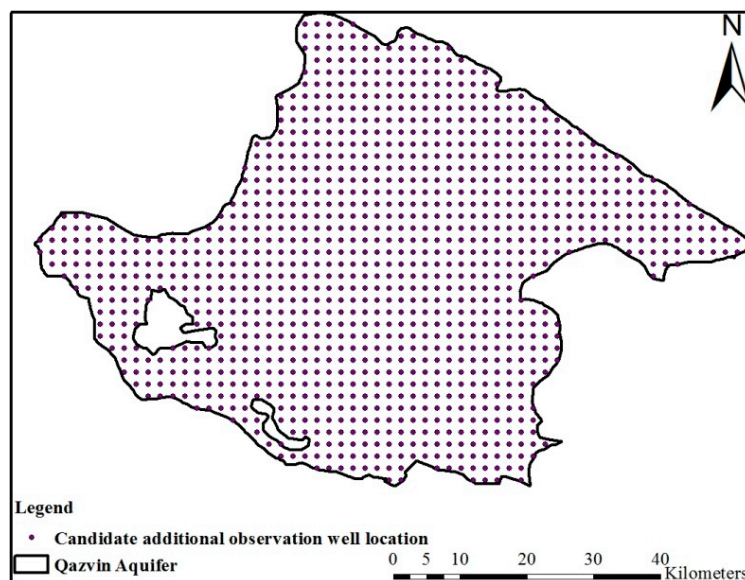 N
Legend
Candidate additional observation well location
Qazvin Aquifer
0 5 10 20 30 40
Kilometers